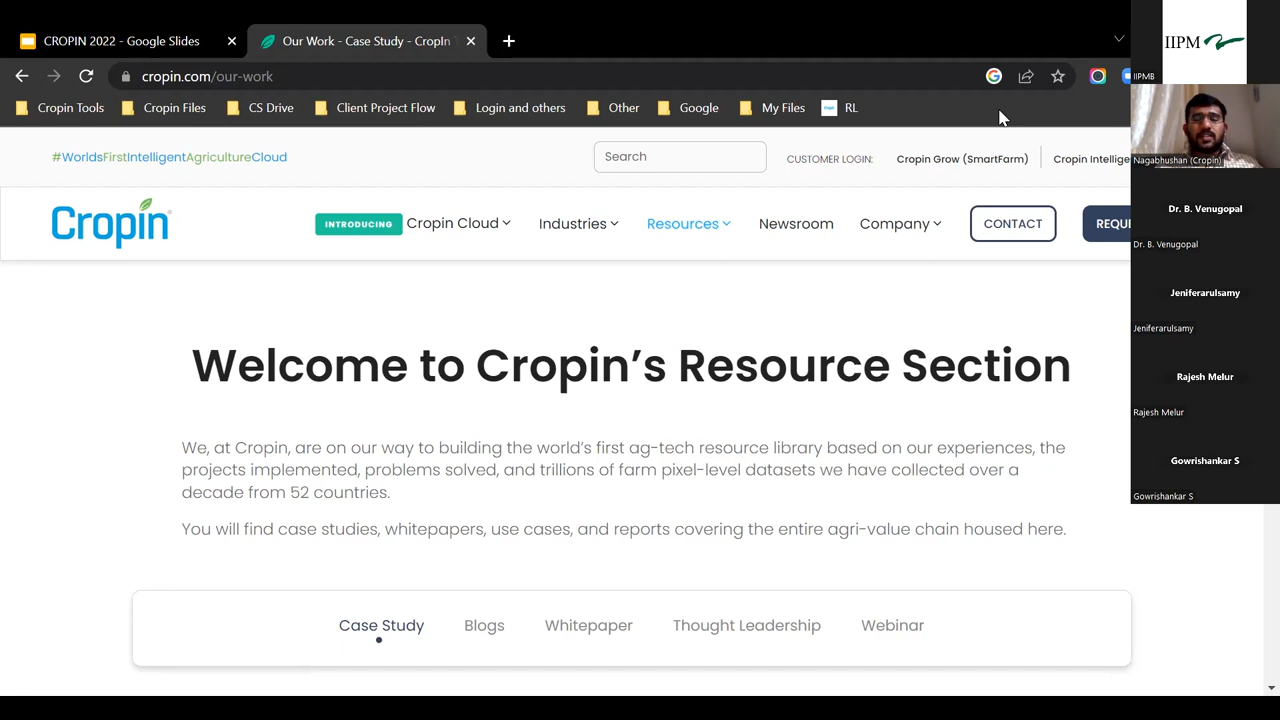 CROPIN 2022 - Google Slides
Our Work - Case Study - CropIn
cropin.com/our-work
Cropin Tools
Cropin Files
CS Drive
Client Project Flow
Login and others
Other
Google
My Files
RL
#WorldsFirstIntelligentAgricultureCloud
Search
CUSTOMER LOGIN:
Cropin Grow (SmartFarm)
Cropin Intellige
Cropin
INTRODUCING
Cropin Cloud
Industries
Resources
Newsroom
Company
CONTACT
REQU
Welcome to Cropin's Resource Section
We, at Cropin, are on our way to building the world's first ag-tech resource library based on our experiences, the
projects implemented, problems solved, and trillions of farm pixel-level datasets we have collected over a
decade from 52 countries.
You will find case studies, whitepapers, use cases, and reports covering the entire agri-value chain housed here.
Case Study
Blogs
Whitepaper
Thought Leadership
Webinar
IIPM
IIPMB
Nagabhushan (Cropin)
Dr. B. Venugopal
Dr. B. Venugopal
Jeniferarulsamy
Jeniferarulsamy
Rajesh Melur
Rajesh Melur
Gowrishankar S
Gowrishankar S